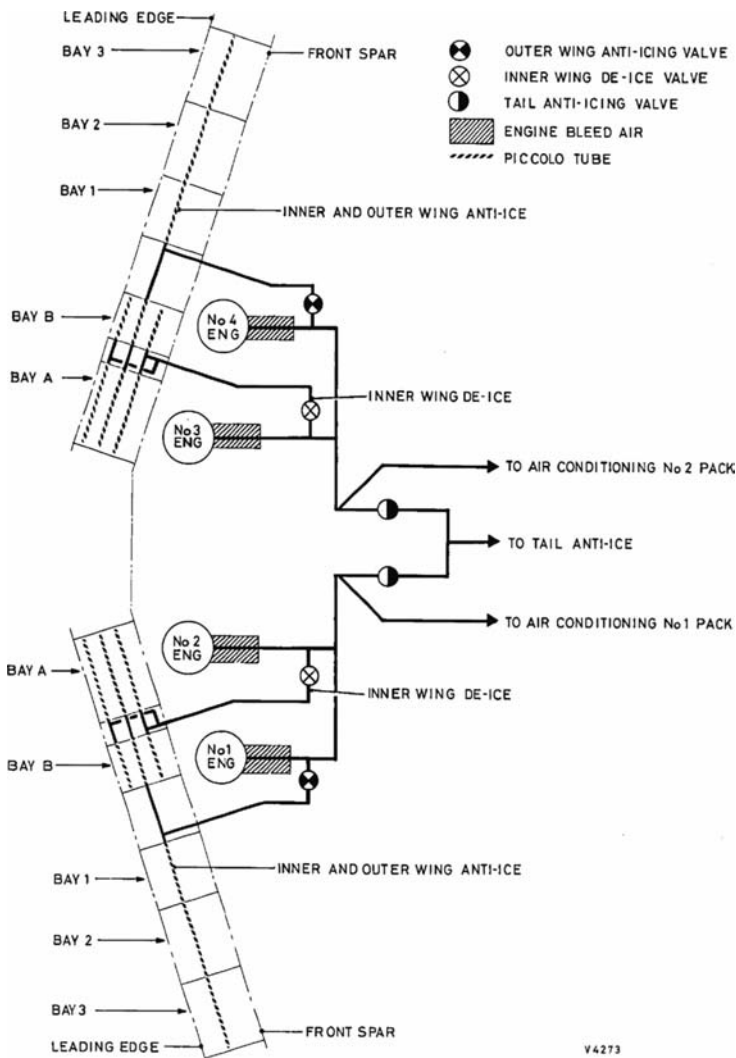 LEADING EDGE
BAY 3
FRONT SPAR
OUTER WING ANTI-ICING VALVE
INNER WING DE-ICE VALVE
TAIL ANTI-ICING VALVE
ENGINE BLEED AIR
PICCOLO TUBE
BAY 2
BAY 1
INNER AND OUTER WING ANTI-ICE
BAY B
No 4
ENG
BAY A
INNER WING DE-ICE
No 3
ENG
TO AIR CONDITIONING No 2 PACK
TO TAIL ANTI-ICE
TO AIR CONDITIONING No 1 PACK
No 2
ENG
BAY A
INNER WING DE-ICE
BAY B
No 1
ENG
INNER AND OUTER WING ANTI-ICE
BAY 1
BAY 2
BAY 3
FRONT SPAR
LEADING EDGE
V4273